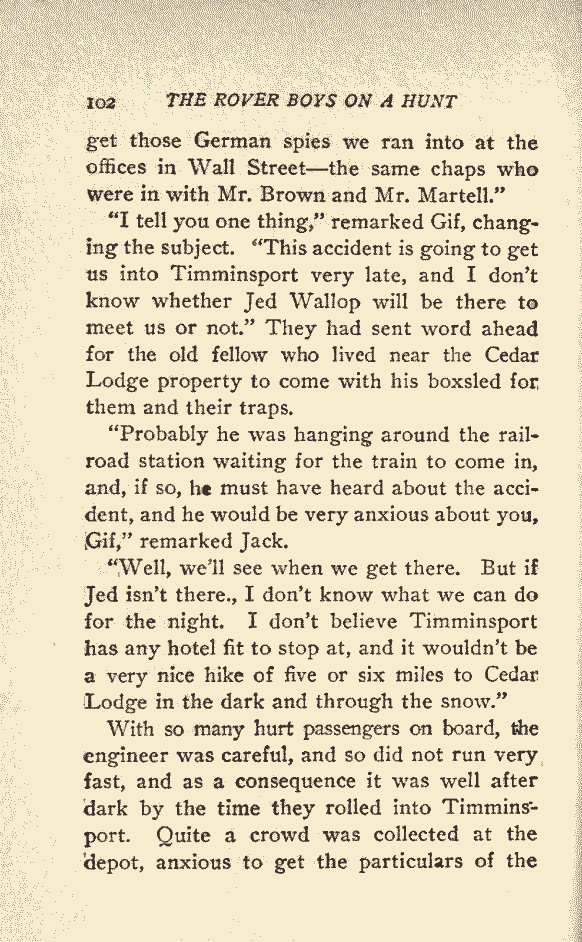 102 THE ROVER BOYS ON A HUNT
get those German spies we ran into at the
offices in Wall Street—the same chaps who
were in with Mr. Brown and Mr. Martell.”
“I tell you one thing,” remarked Gif, chang-
ing the subject. “This accident is going to get
us into Timminsport very late, and I don’t
know whether Jed Wallop will be there to
meet us or not.” They had sent word ahead
for the old fellow who lived near the Cedar
Lodge property to come with his boxsled for
them and their traps.
“Probably he was hanging around the rail-
road station waiting for the train to come in,
and, if so, he must have heard about the acci-
dent, and he would be very anxious about you,
Gif,” remarked Jack.
“Well, we’ll see when we get there. But if
Jed isn’t there., I don’t know what we can do
for the night. I don’t believe Timminsport
has any hotel fit to stop at, and it wouldn’t be
a very nice hike of five or six miles to Cedar
Lodge in the dark and through the snow.”
With so many hurt passengers on board, the
engineer was careful, and so did not run very
fast, and as a consequence it was well after
dark by the time they rolled into Timmins-
port. Quite a crowd was collected at the
depot, anxious to get the particulars of the